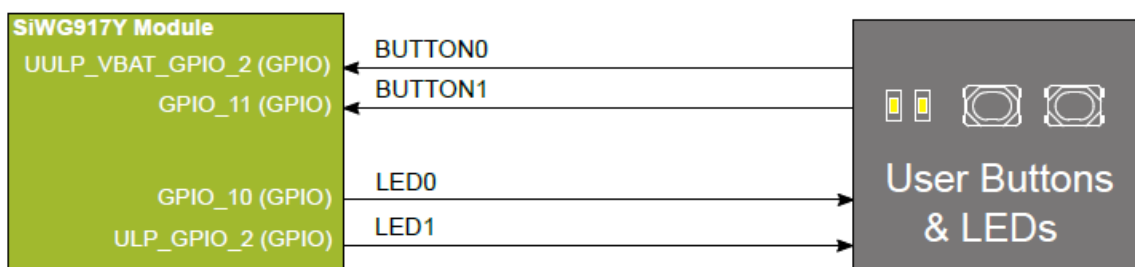 SiWG917Y Module
UULP_VBAT_GPIO_2 (GPIO)
BUTTON0
GPIO_11 (GPIO)
BUTTON1
GPIO_10 (GPIO)
LED0
ULP_GPIO_2 (GPIO)
LED1
User Buttons
& LEDs